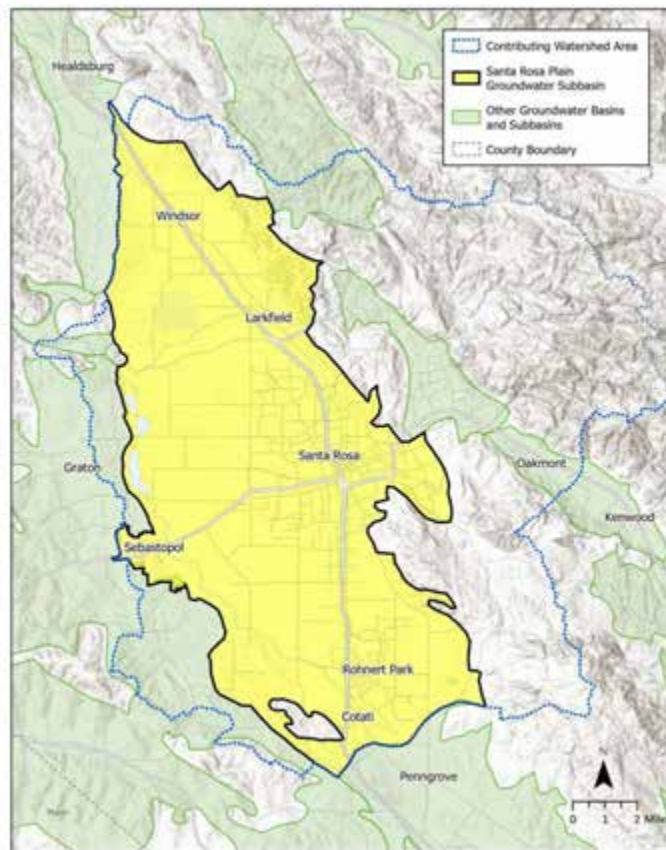 Healdsburg
Contributing Watershed Area
Santa Rosa Plain
Groundwater Subbasin
Other Groundwater Basins
and Subbasins
County Boundary
Windsor
Larkfield
Santa Rosa
Oakmont
Graton
Kenwood
Sebastopol
Rohnert Park
Cotati
Penngrove
0 1 2 Miles